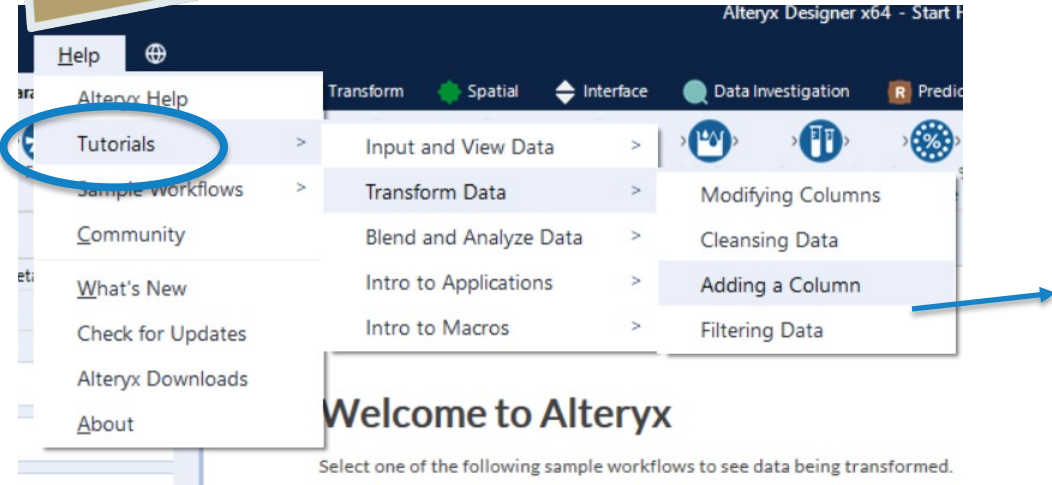 Alteryx Designer x64 - Start
Help
Transform Spatial Interface Data Investigation R
Alteryx Help
Tutorials >
Sample Workflows >
Community
What's New
Check for Updates
Alteryx Downloads
About
Input and View Data >
Transform Data >
Blend and Analyze Data >
Intro to Applications >
Intro to Macros >
%
Modifying Columns
Cleansing Data
Adding a Column
Filtering Data
Welcome to Alteryx
Select one of the following sample workflows to see data being transformed.